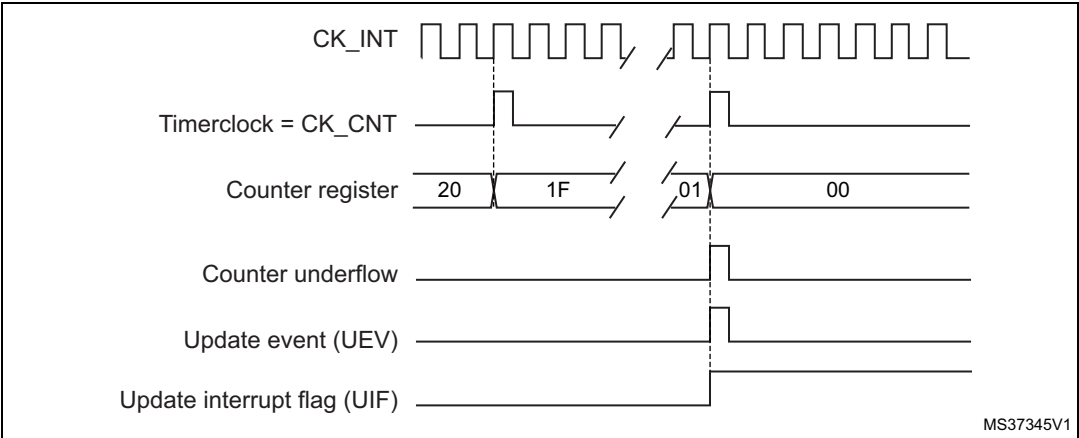 CK_INT
Timerclock = CK_CNT
Counter register 20 1F 01 00
Counter underflow
Update event (UEV)
Update interrupt flag (UIF)
MS37345V1